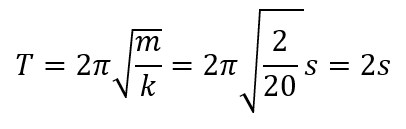 T = 2π√(m/k) = 2π√(2/20) s = 2s